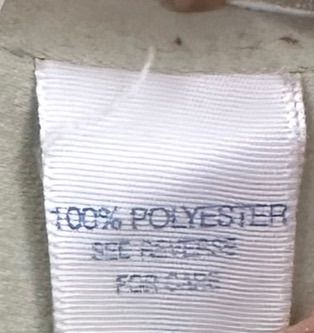 100% POLYESTER
SEE REVERSE
FOR CARE